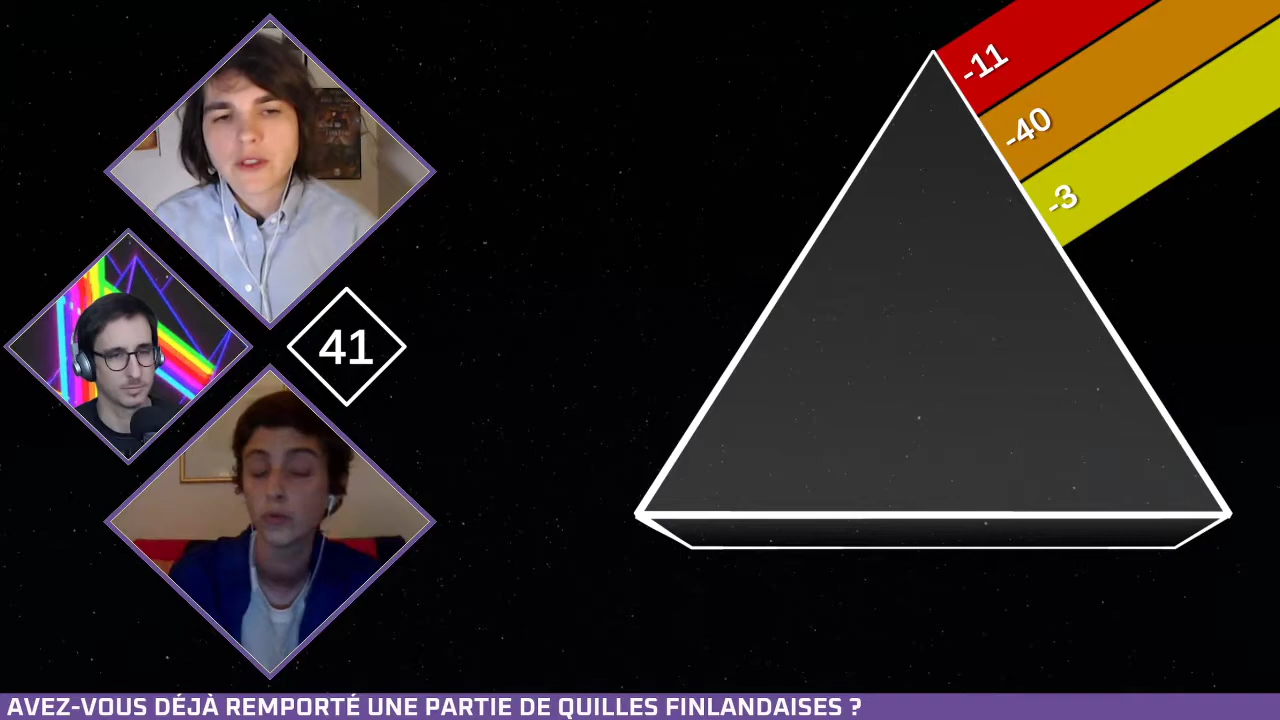 -11
-40
-3
41
AVEZ-VOUS DÉJÀ REMPORTÉ UNE PARTIE DE QUILLES FINLANDAISES ?